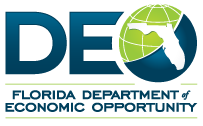 DEO
FLORIDA DEPARTMENT of
ECONOMIC OPPORTUNITY